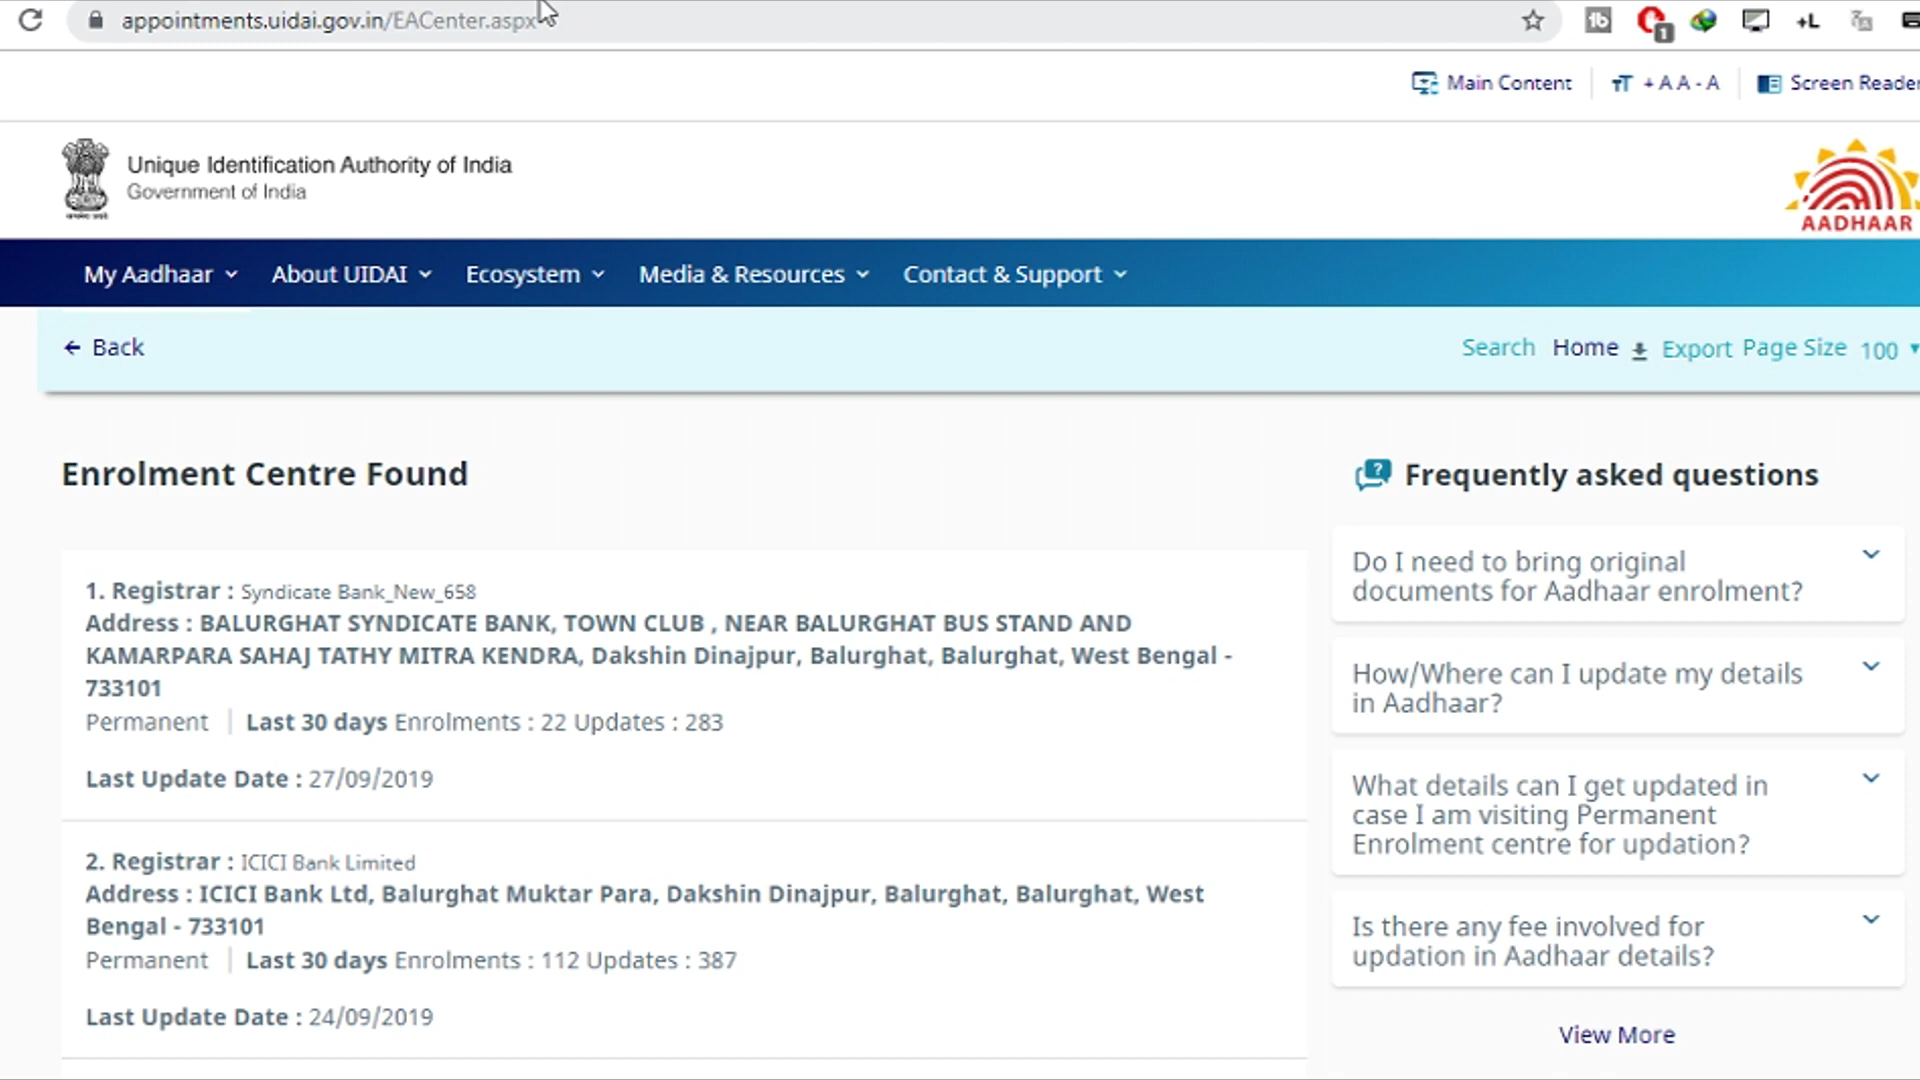 appointments.uidai.gov.in/EACenter.aspx
1
+L
Main Content
+ A A - A
Screen Reader
Unique Identification Authority of India
Government of India
AADHAAR
My Aadhaar
About UIDAI
Ecosystem
Media & Resources
Contact & Support
Back
Search Home Export Page Size 100
Enrolment Centre Found
1. Registrar : Syndicate Bank_New_658
Address : BALURGHAT SYNDICATE BANK, TOWN CLUB , NEAR BALURGHAT BUS STAND AND
KAMARPARA SAHAJ TATHY MITRA KENDRA, Dakshin Dinajpur, Balurghat, Balurghat, West Bengal -
733101
Permanent Last 30 days Enrolments : 22 Updates : 283
Last Update Date : 27/09/2019
2. Registrar : ICICI Bank Limited
Address : ICICI Bank Ltd, Balurghat Muktar Para, Dakshin Dinajpur, Balurghat, Balurghat, West
Bengal - 733101
Permanent Last 30 days Enrolments : 112 Updates : 387
Last Update Date : 24/09/2019
Frequently asked questions
Do I need to bring original
documents for Aadhaar enrolment?
How/Where can I update my details
in Aadhaar?
What details can I get updated in
case I am visiting Permanent
Enrolment centre for updation?
Is there any fee involved for
updation in Aadhaar details?
View More